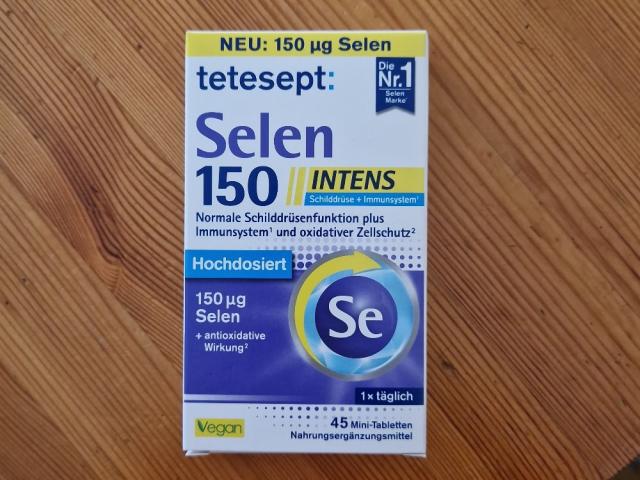 NEU: 150 µg Selen
tetesept:
Die
Nr.1
Selen
Marke*
Selen
150 INTENS
Schilddrüse + Immunsystem¹
Normale Schilddrüsenfunktion plus
Immunsystem¹ und oxidativer Zellschutz²
Hochdosiert
150 µg
Selen
+ antioxidative
Wirkung²
Se
1x täglich
Vegan
45 Mini-Tabletten
Nahrungsergänzungsmittel